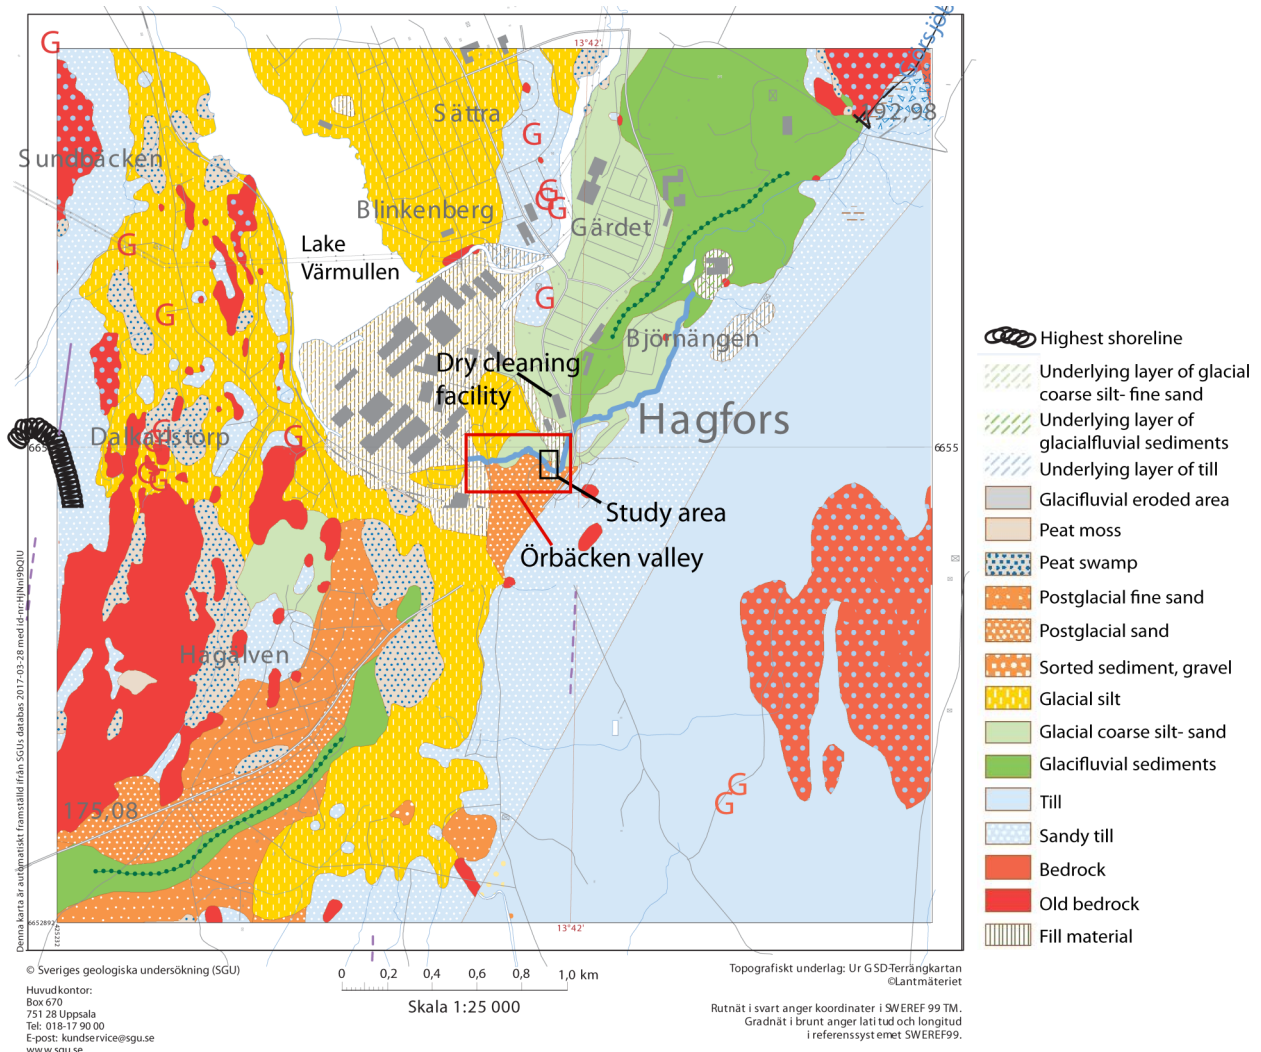 G
13°42'
192,98
Sättra
G
Sundbäcken
G
G
G
Blinkenberg
Gärdet
G
Lake
Värmullen
G
G
Björnängen
Dry cleaning
facility
Hagfors
G
Dalkarlstorp
G
G
G
6655
Study area
Örbäcken valley
Hagälven
175,08
G
G
13°42'
Highest shoreline
Underlying layer of glacial
coarse silt- fine sand
Underlying layer of
glacialfluvial sediments
Underlying layer of till
Glacifluvial eroded area
Peat moss
Peat swamp
Postglacial fine sand
Postglacial sand
Sorted sediment, gravel
Glacial silt
Glacial coarse silt- sand
Glacifluvial sediments
Till
Sandy till
Bedrock
Old bedrock
Fill material
© Sveriges geologiska undersökning (SGU)
Huvudkontor:
Box 670
751 28 Uppsala
Tel: 018-17 90 00
E-post: kundservice@sgu.se
www.sgu.se
0 0,2 0,4 0,6 0,8 1,0 km
Skala 1:25 000
Topografiskt underlag: Ur GSD-Terrängkartan
©Lantmäteriet
Rutnät i svart anger koordinater i SWEREF 99 TM.
Gradnät i brunt anger latitud och longitud
i referenssystemet SWEREF99.